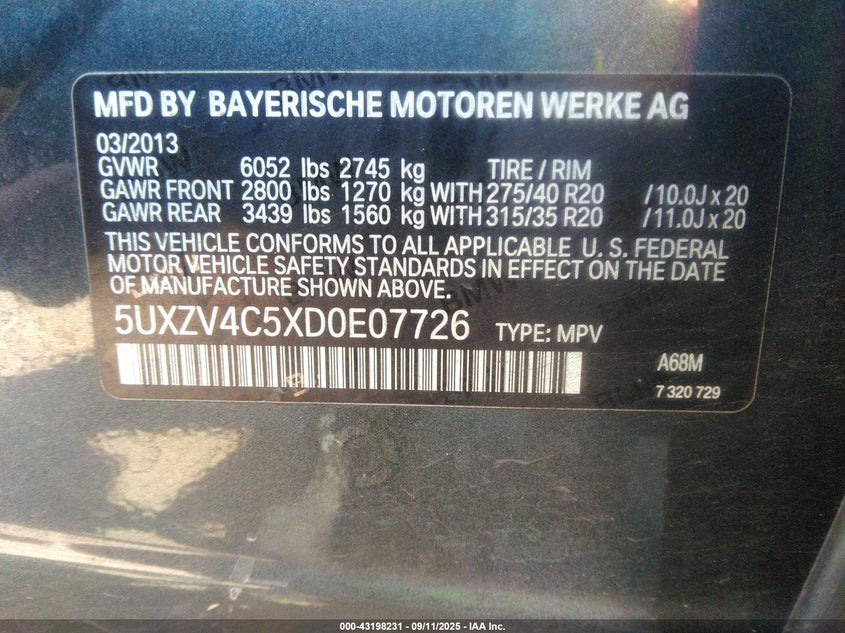 MFD BY BAYERISCHE MOTOREN WERKE AG
03/2013
GVWR 6052 lbs 2745 kg TIRE / RIM
GAWR FRONT 2800 lbs 1270 kg WITH 275/40 R20 /10.0J x 20
GAWR REAR 3439 lbs 1560 kg WITH 315/35 R20 /11.0J x 20
THIS VEHICLE CONFORMS TO ALL APPLICABLE U. S. FEDERAL
MOTOR VEHICLE SAFETY STANDARDS IN EFFECT ON THE DATE
OF MANUFACTURE SHOWN ABOVE.
5UXZV4C5XD0E07726 TYPE: MPV
A68M
7 320 729
000-43198231 - 09/11/2025 - IAA Inc.